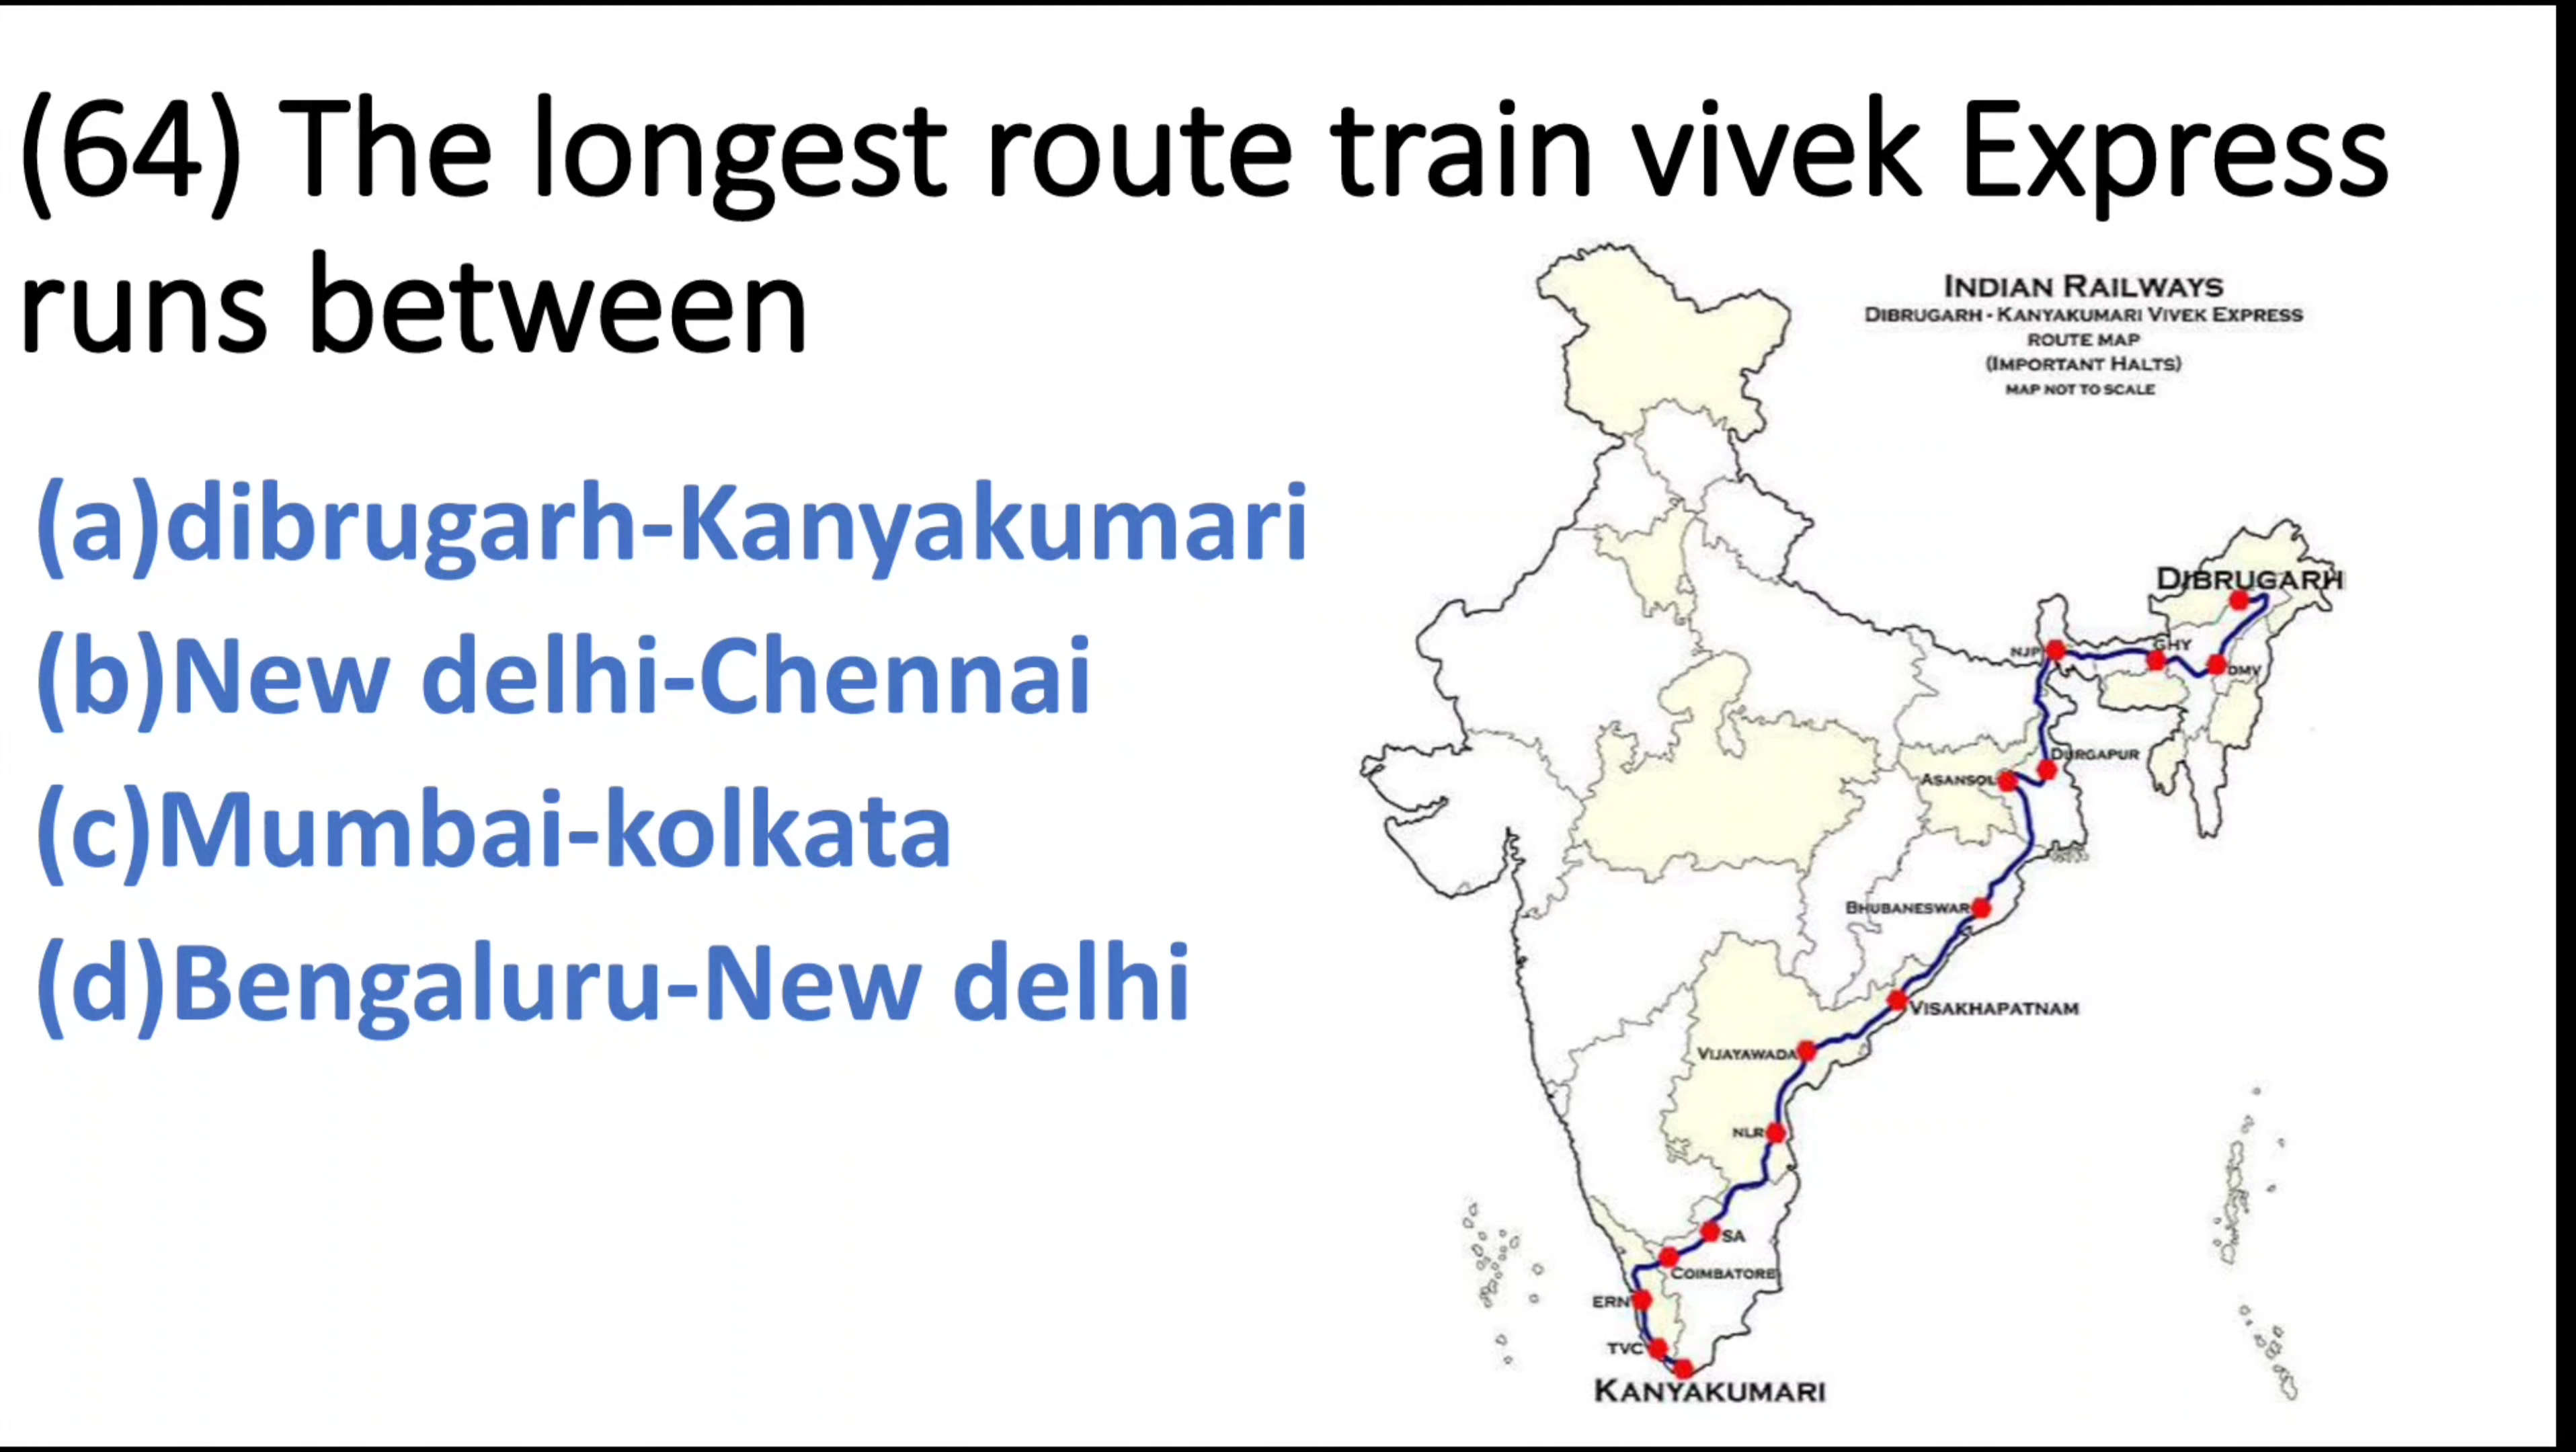 (64) The longest route train vivek Express
runs between
(a)dibrugarh-Kanyakumari
(b)New delhi-Chennai
(c)Mumbai-kolkata
(d)Bengaluru-New delhi
INDIAN RAILWAYS
DIBRUGARH - KANYAKUMARI VIVEK EXPRESS
ROUTE MAP
(IMPORTANT HALTS)
MAP NOT TO SCALE
DIBRUGARH
NJP
GHY
DMV
DURGAPUR
ASANSOL
BHUBANESWAR
VISAKHAPATNAM
VIJAYAWADA
NLR
SA
COIMBATORE
ERN
TVC
KANYAKUMARI